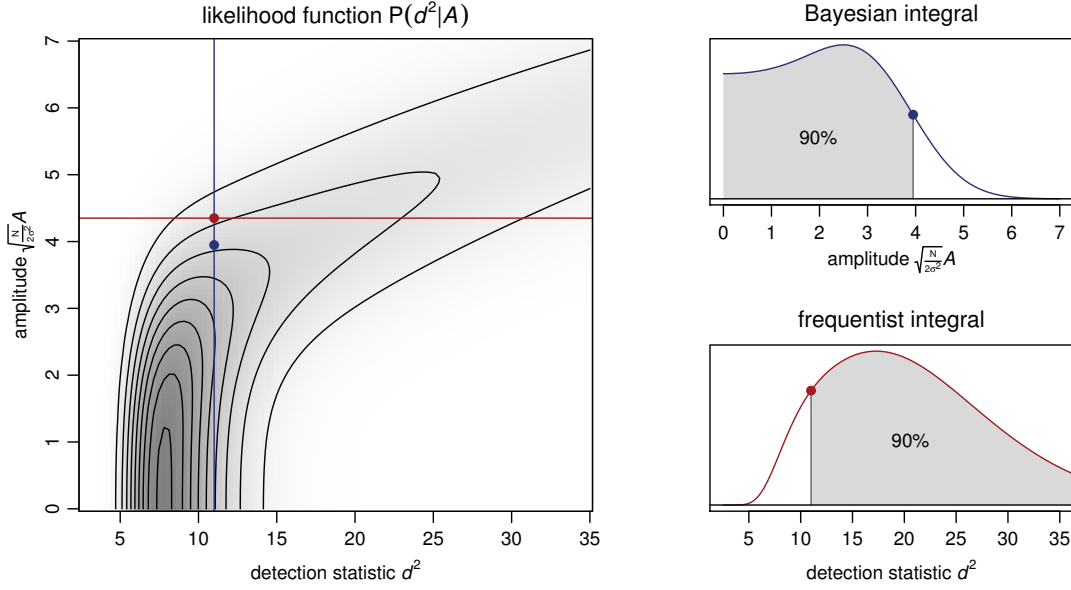 likelihood function P(d²|A)
7
6
5
4
3
2
1
0
amplitude √(N/2σ²) A
5 10 15 20 25 30 35
detection statistic d²
Bayesian integral
90%
0 1 2 3 4 5 6 7
amplitude √(N/2σ²) A
frequentist integral
90%
5 10 15 20 25 30 35
detection statistic d²